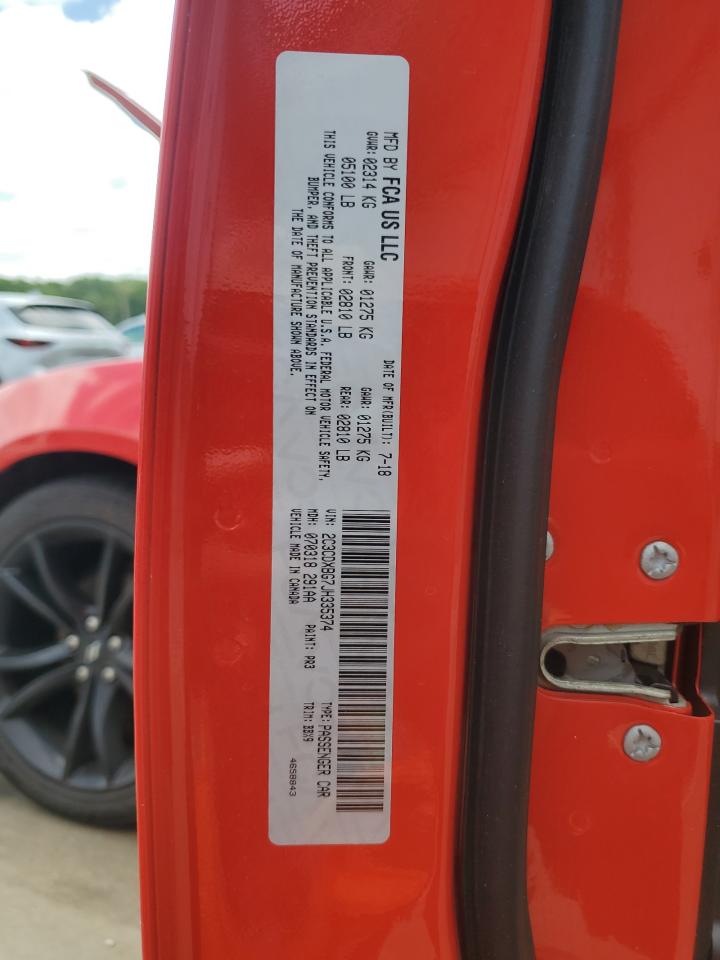 MFD BY FCA US LLC
DATE OF MFR(BUILT): 7-18
GVWR: 02314 KG GAWR: 01275 KG GAWR: 01275 KG
05100 LB FRONT: 02810 LB REAR: 02810 LB
THIS VEHICLE CONFORMS TO ALL APPLICABLE U.S.A. FEDERAL MOTOR VEHICLE SAFETY,
BUMPER, AND THEFT PREVENTION STANDARDS IN EFFECT ON
THE DATE OF MANUFACTURE SHOWN ABOVE.
VIN: 2C3CDXBG7JH335374 TYPE: PASSENGER CAR
MDH: 070318 291AA PAINT: PR3 TRIM: BBX9
VEHICLE MADE IN CANADA 4658843